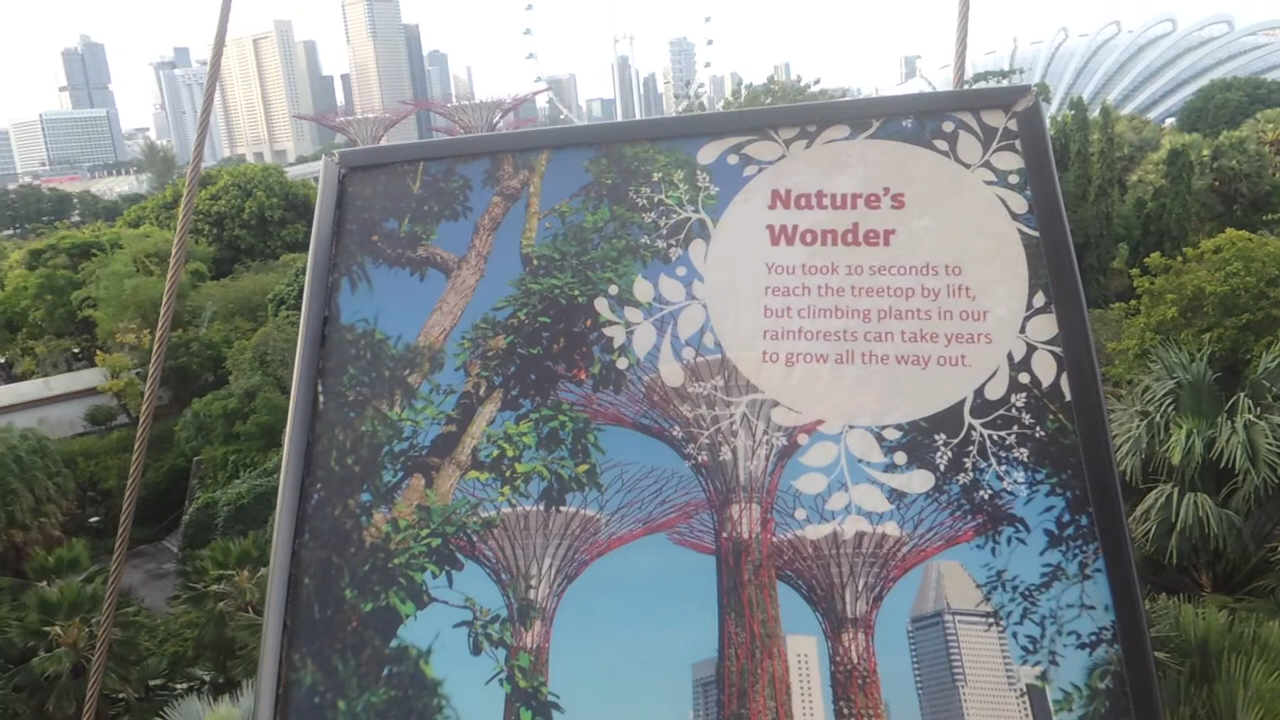 Nature’s
Wonder
You took 10 seconds to
reach the treetop by lift,
but climbing plants in our
rainforests can take years
to grow all the way out.